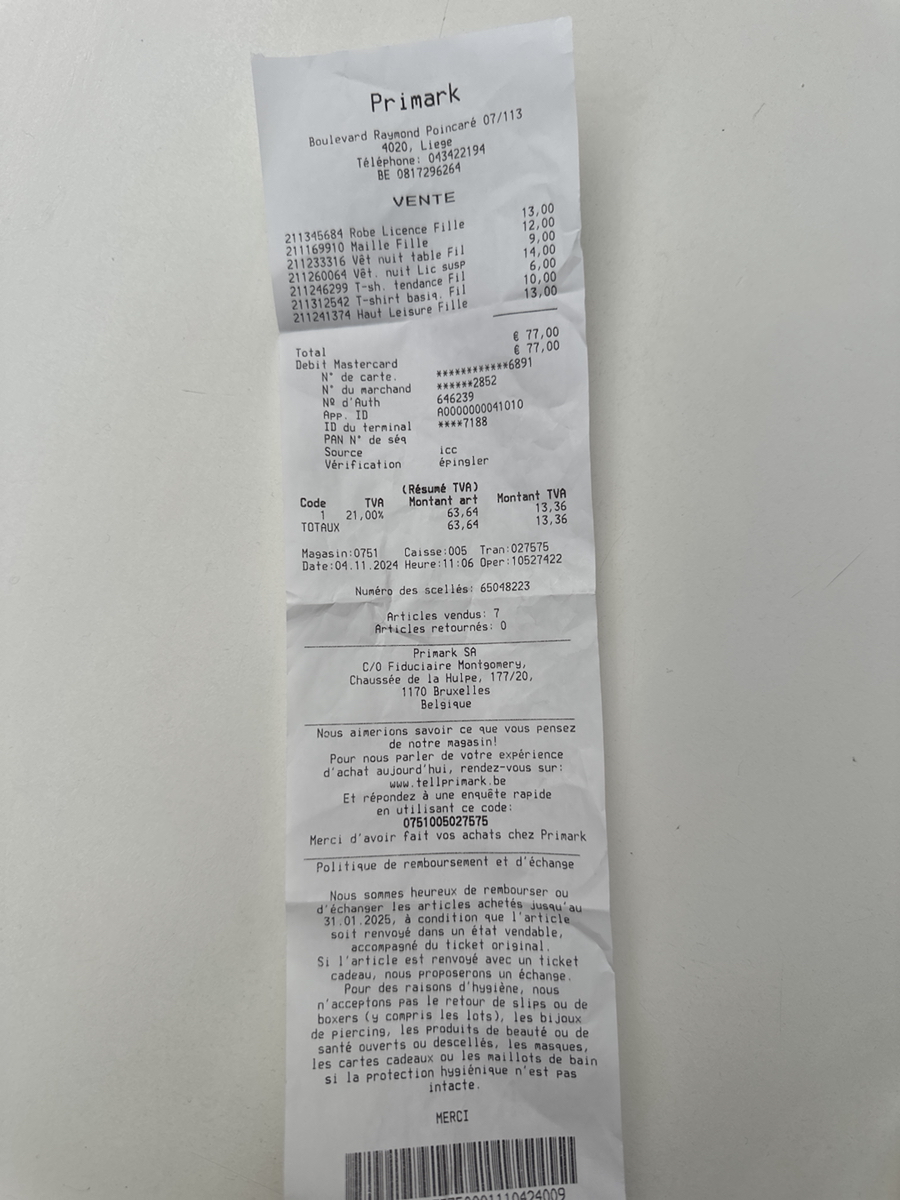 Primark
Boulevard Raymond Poincaré 07/113
4020, Liege
Téléphone: 043422194
BE 0817296264
VENTE
211345684 Robe Licence Fille 13,00
211169910 Maille Fille 12,00
211233316 Vêt nuit table Fil 9,00
211260064 Vêt. nuit Lic susp 14,00
211246299 T-sh. tendance Fil 6,00
211312542 T-shirt basiq. Fil 10,00
211241374 Haut Leisure Fille 13,00
Total € 77,00
Debit Mastercard € 77,00
N° de carte. ************6891
N° du marchand ******2852
Nº d'Auth 646239
App. ID A0000000041010
ID du terminal ****7188
PAN N° de séq
Source icc
Vérification épingler
(Résumé TVA)
Code TVA Montant art Montant TVA
1 21,00% 63,64 13,36
TOTAUX 63,64 13,36
Magasin:0751 Caisse:005 Tran:027575
Date:04.11.2024 Heure:11:06 Oper:10527422
Numéro des scellés: 65048223
Articles vendus: 7
Articles retournés: 0
Primark SA
C/O Fiduciaire Montgomery,
Chaussée de la Hulpe, 177/20,
1170 Bruxelles
Belgique
Nous aimerions savoir ce que vous pensez
de notre magasin!
Pour nous parler de votre expérience
d'achat aujourd'hui, rendez-vous sur:
www.tellprimark.be
Et répondez à une enquête rapide
en utilisant ce code:
0751005027575
Merci d'avoir fait vos achats chez Primark
Politique de remboursement et d'échange
Nous sommes heureux de rembourser ou
d'échanger les articles achetés jusqu'au
31.01.2025, à condition que l'article
soit renvoyé dans un état vendable,
accompagné du ticket original.
Si l'article est renvoyé avec un ticket
cadeau, nous proposerons un échange.
Pour des raisons d'hygiène, nous
n'acceptons pas le retour de slips ou de
boxers (y compris les lots), les bijoux
de piercing, les produits de beauté ou de
santé ouverts ou descellés, les masques,
les cartes cadeaux ou les maillots de bain
si la protection hygiénique n'est pas
intacte.
MERCI